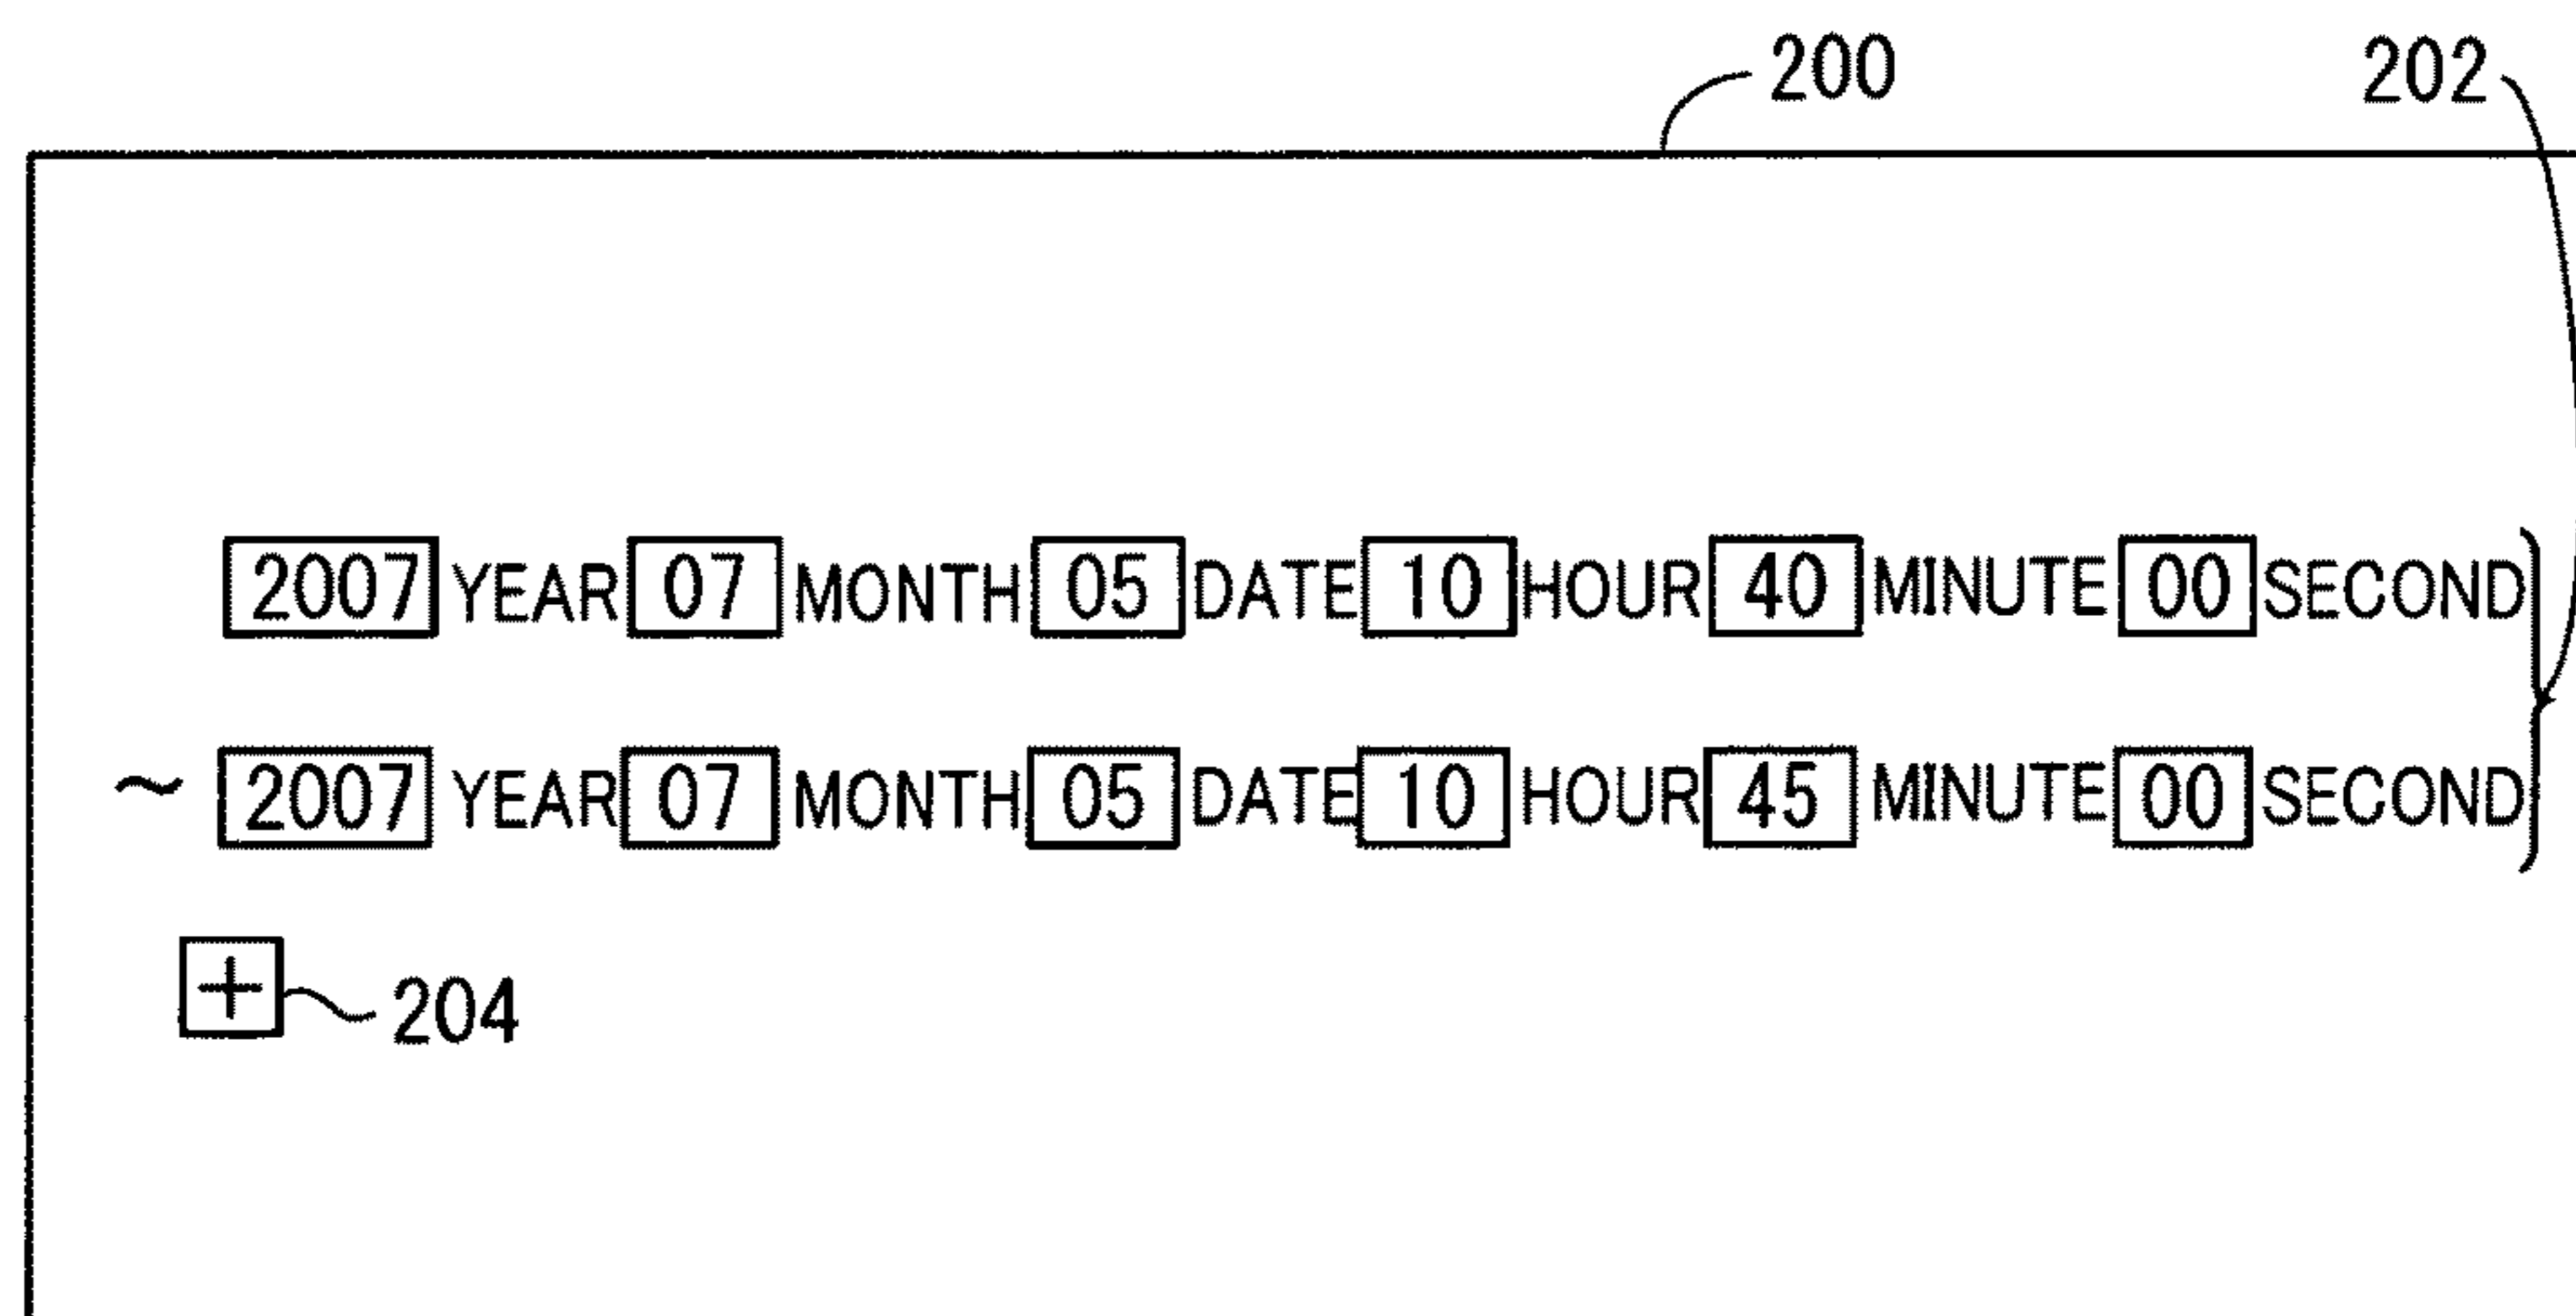 200 202
2007 YEAR 07 MONTH 05 DATE 10 HOUR 40 MINUTE 00 SECOND
~ 2007 YEAR 07 MONTH 05 DATE 10 HOUR 45 MINUTE 00 SECOND
+ 204